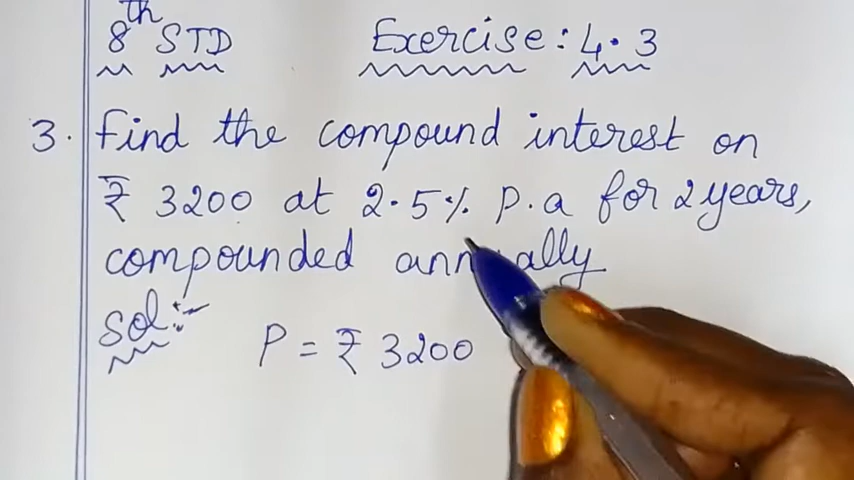 8th STD Exercise: 4.3
3. Find the compound interest on
₹ 3200 at 2.5% p.a for 2 years,
compounded annually
Sol:-
P = ₹ 3200